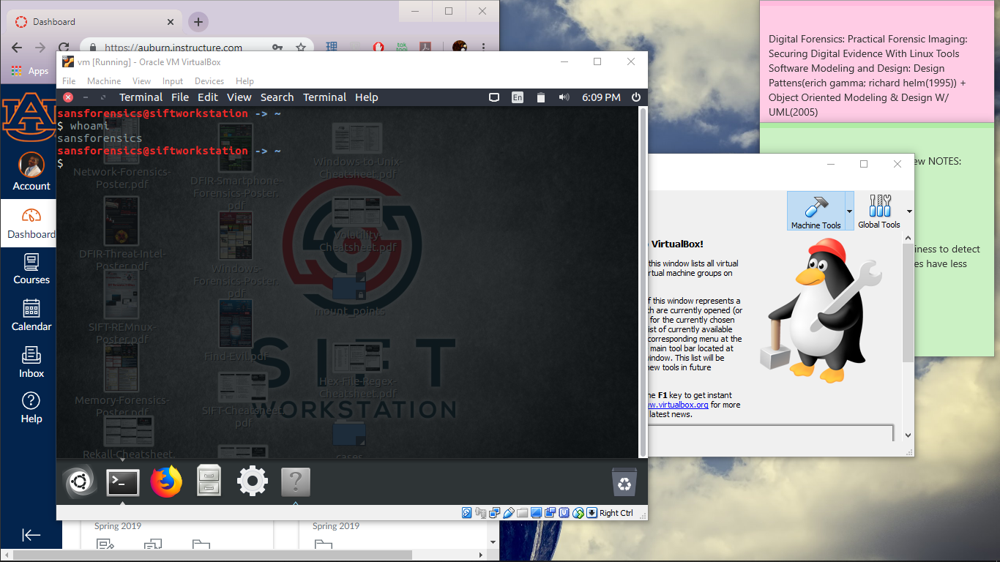 Dashboard
https://auburn.instructure.com
Apps
Account
Dashboard
Courses
Calendar
Inbox
Help
Spring 2019
Spring 2019
vm [Running] - Oracle VM VirtualBox
File Machine View Input Devices Help
Terminal File Edit View Search Terminal Help
En
6:09 PM
sansforensics@siftworkstation -> ~
$ whoami
sansforensics
sansforensics@siftworkstation -> ~
$
Network-Forensics-
Poster.pdf
DFIR-Smartphone-
Forensics-Poster.
pdf
Windows-to-Unix-
Cheatsheet.pdf
DFIR-Threat-Intel-
Poster.pdf
Windows-
Forensics-Poster.
pdf
Volatility-
Cheatsheet.pdf
SIFT-REMnux-
Poster.pdf
Find-Evil.pdf
mount_points
Memory-Forensics-
Poster.pdf
SIFT-Cheatsheet.
pdf
Hex-File-Regex-
Cheatsheet.pdf
Rekall-Cheatsheet.
cases
SIFT
WORKSTATION
Right Ctrl
Machine Tools
Global Tools
VirtualBox!
this window lists all virtual
rtual machine groups on
f this window represents a
th are currently opened (or
for the currently chosen
ist of currently available
corresponding menu at the
main tool bar located at
vindow. This list will be
new tools in future
he F1 key to get instant
w.virtualbox.org for more
latest news.
Digital Forensics: Practical Forensic Imaging:
Securing Digital Evidence With Linux Tools
Software Modeling and Design: Design
Pattens(erich gamma; richard helm(1995)) +
Object Oriented Modeling & Design W/
UML(2005)
ew NOTES:
iness to detect
es have less